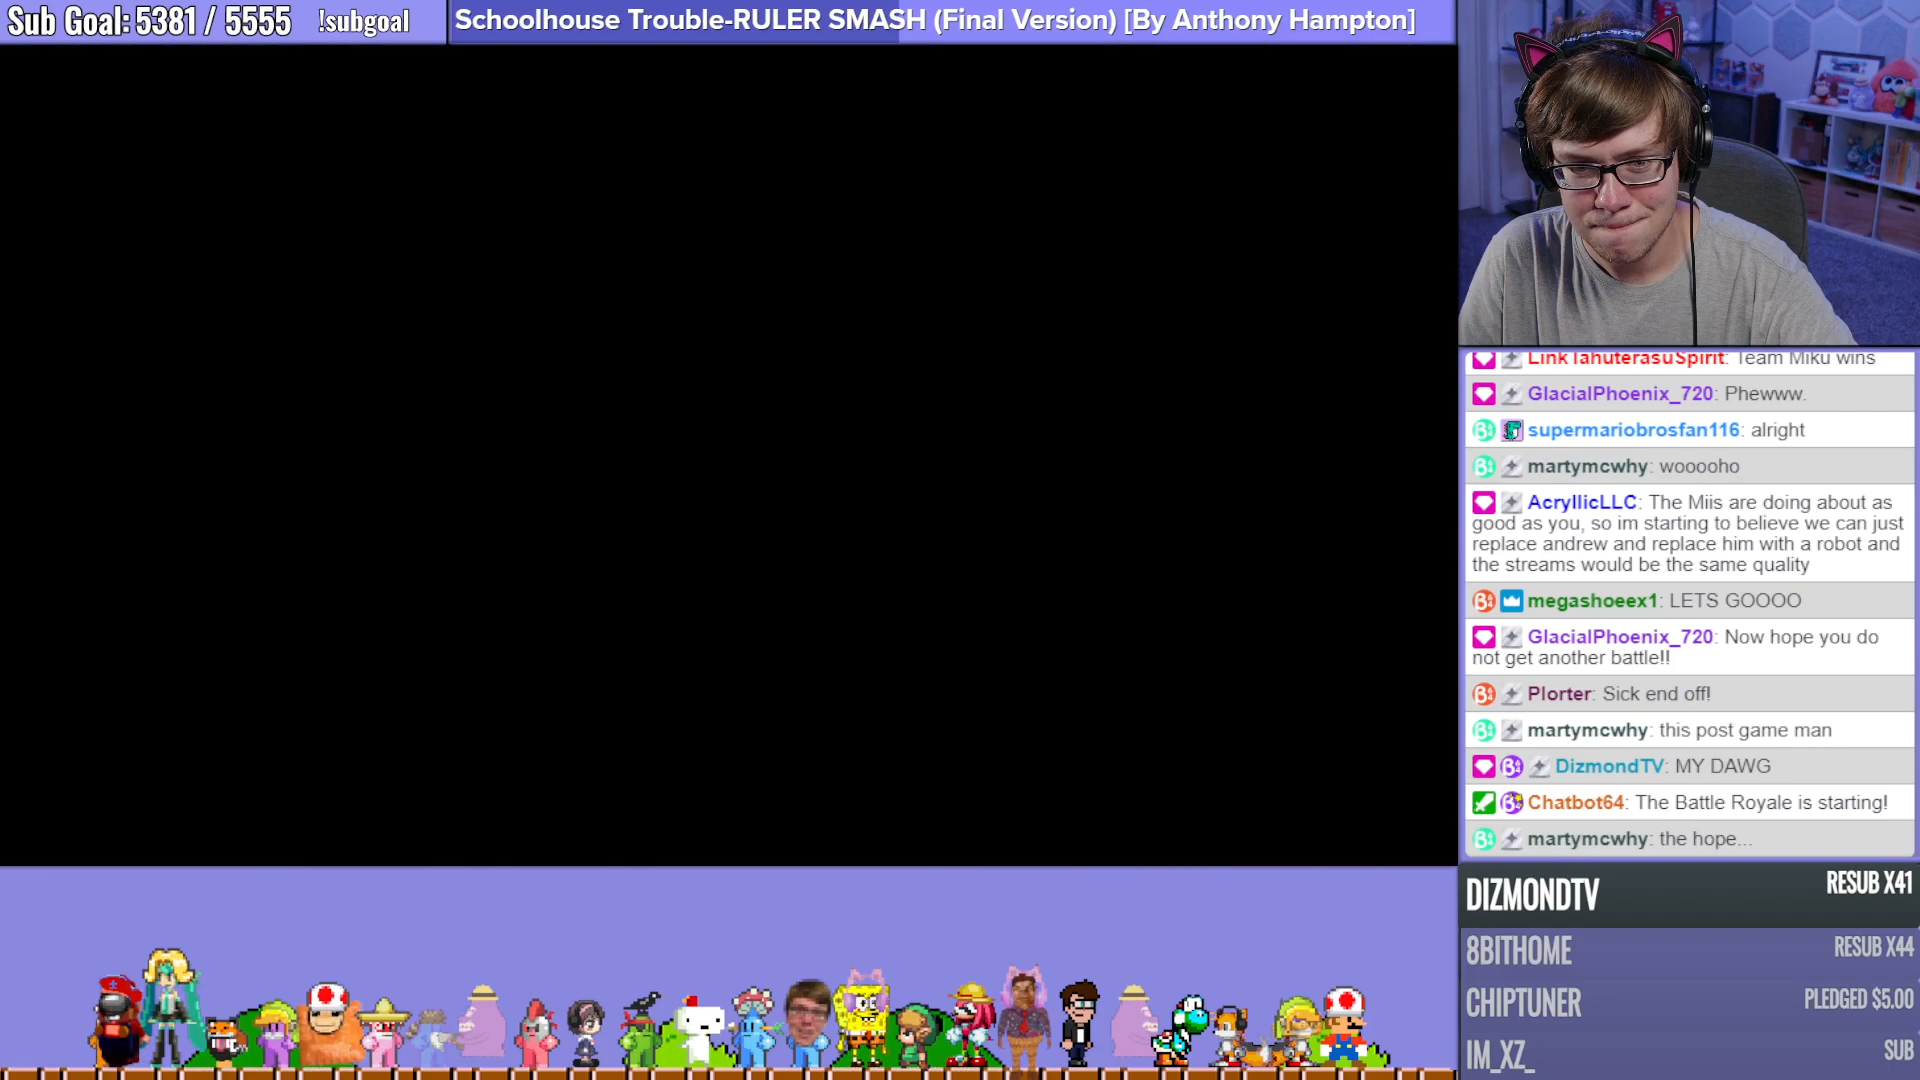 Sub Goal: 5381 / 5555 !subgoal
Schoolhouse Trouble-RULER SMASH (Final Version) [By Anthony Hampton]
LinkTahuterasuSpirit: Team Miku wins
GlacialPhoenix_720: Phewww.
supermariobrosfan116: alright
martymcwhy: wooooho
AcryllicLLC: The Miis are doing about as
good as you, so im starting to believe we can just
replace andrew and replace him with a robot and
the streams would be the same quality
megashoeex1: LETS GOOOO
GlacialPhoenix_720: Now hope you do
not get another battle!!
Plorter: Sick end off!
martymcwhy: this post game man
DizmondTV: MY DAWG
Chatbot64: The Battle Royale is starting!
martymcwhy: the hope...
DIZMONDTV RESUB X41
8BITHOME RESUB X44
CHIPTUNER PLEDGED $5.00
IM_XZ_ SUB